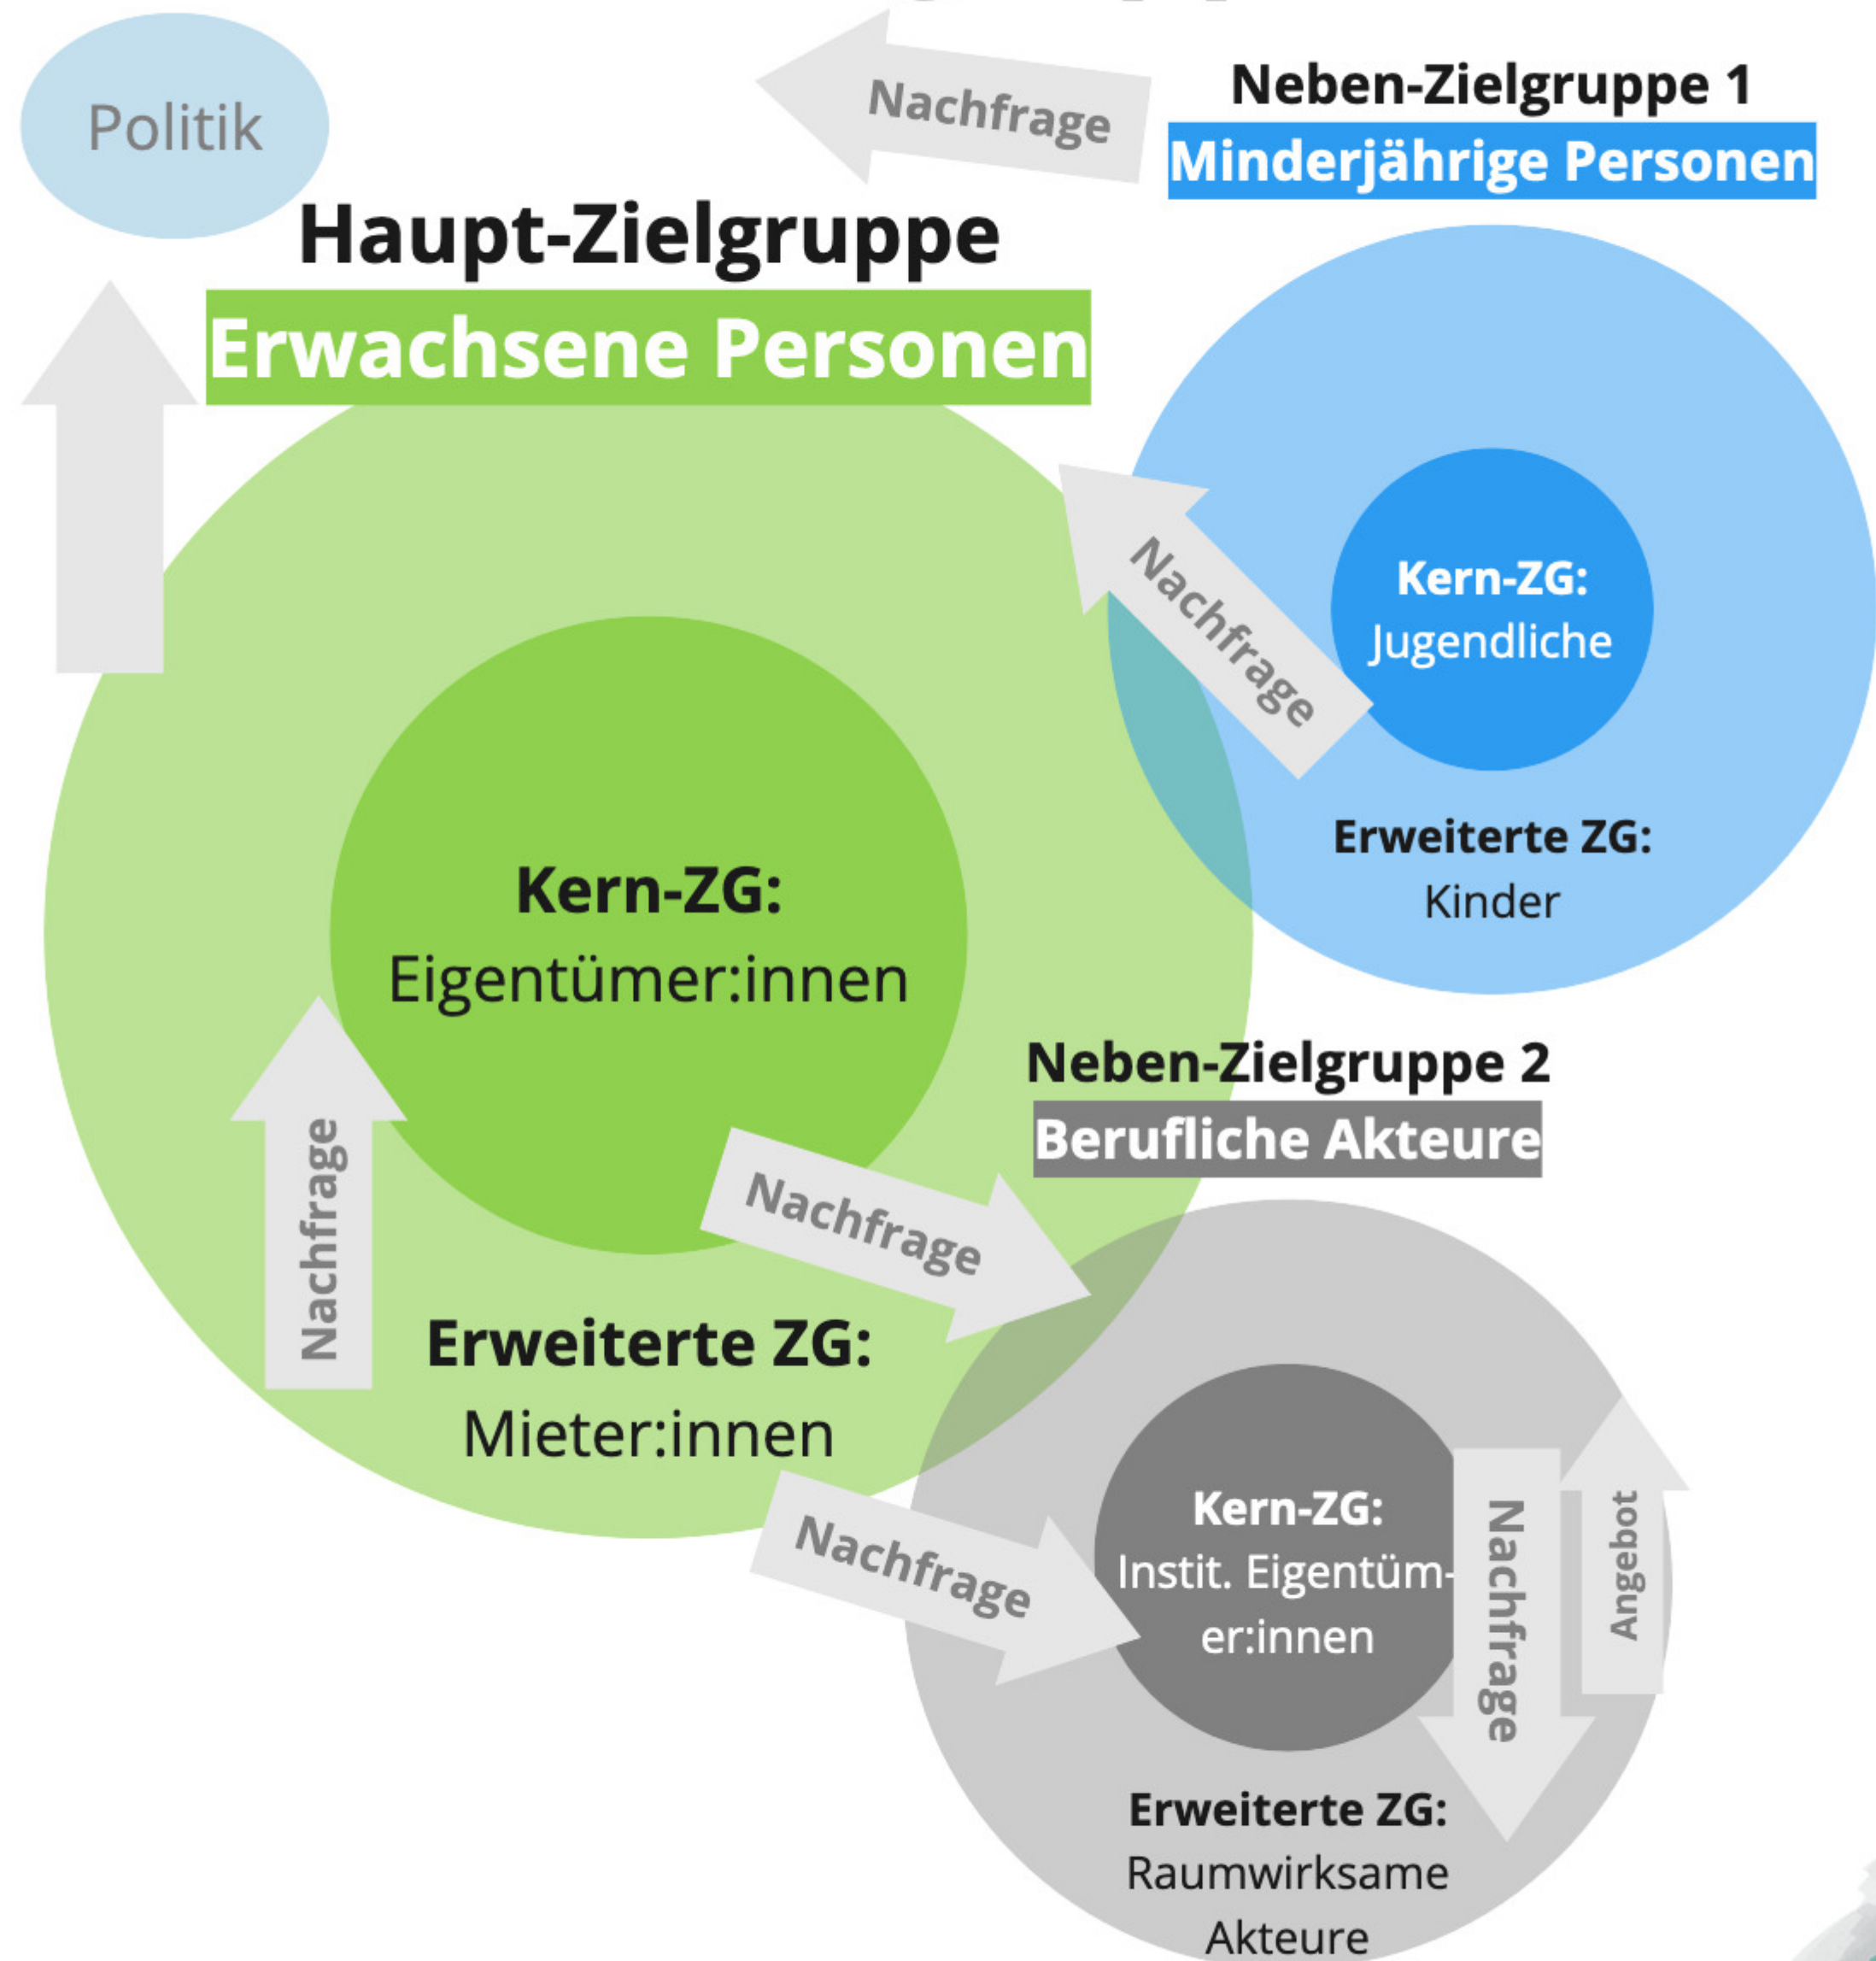 Politik
Nachfrage
Neben-Zielgruppe 1
Minderjährige Personen
Haupt-Zielgruppe
Erwachsene Personen
Nachfrage
Kern-ZG:
Jugendliche
Erweiterte ZG:
Kinder
Kern-ZG:
Eigentümer:innen
Nachfrage
Nachfrage
Erweiterte ZG:
Mieter:innen
Nachfrage
Neben-Zielgruppe 2
Berufliche Akteure
Kern-ZG:
Instit. Eigentüm-
er:innen
Nachfrage
Angebot
Erweiterte ZG:
Raumwirksame
Akteure